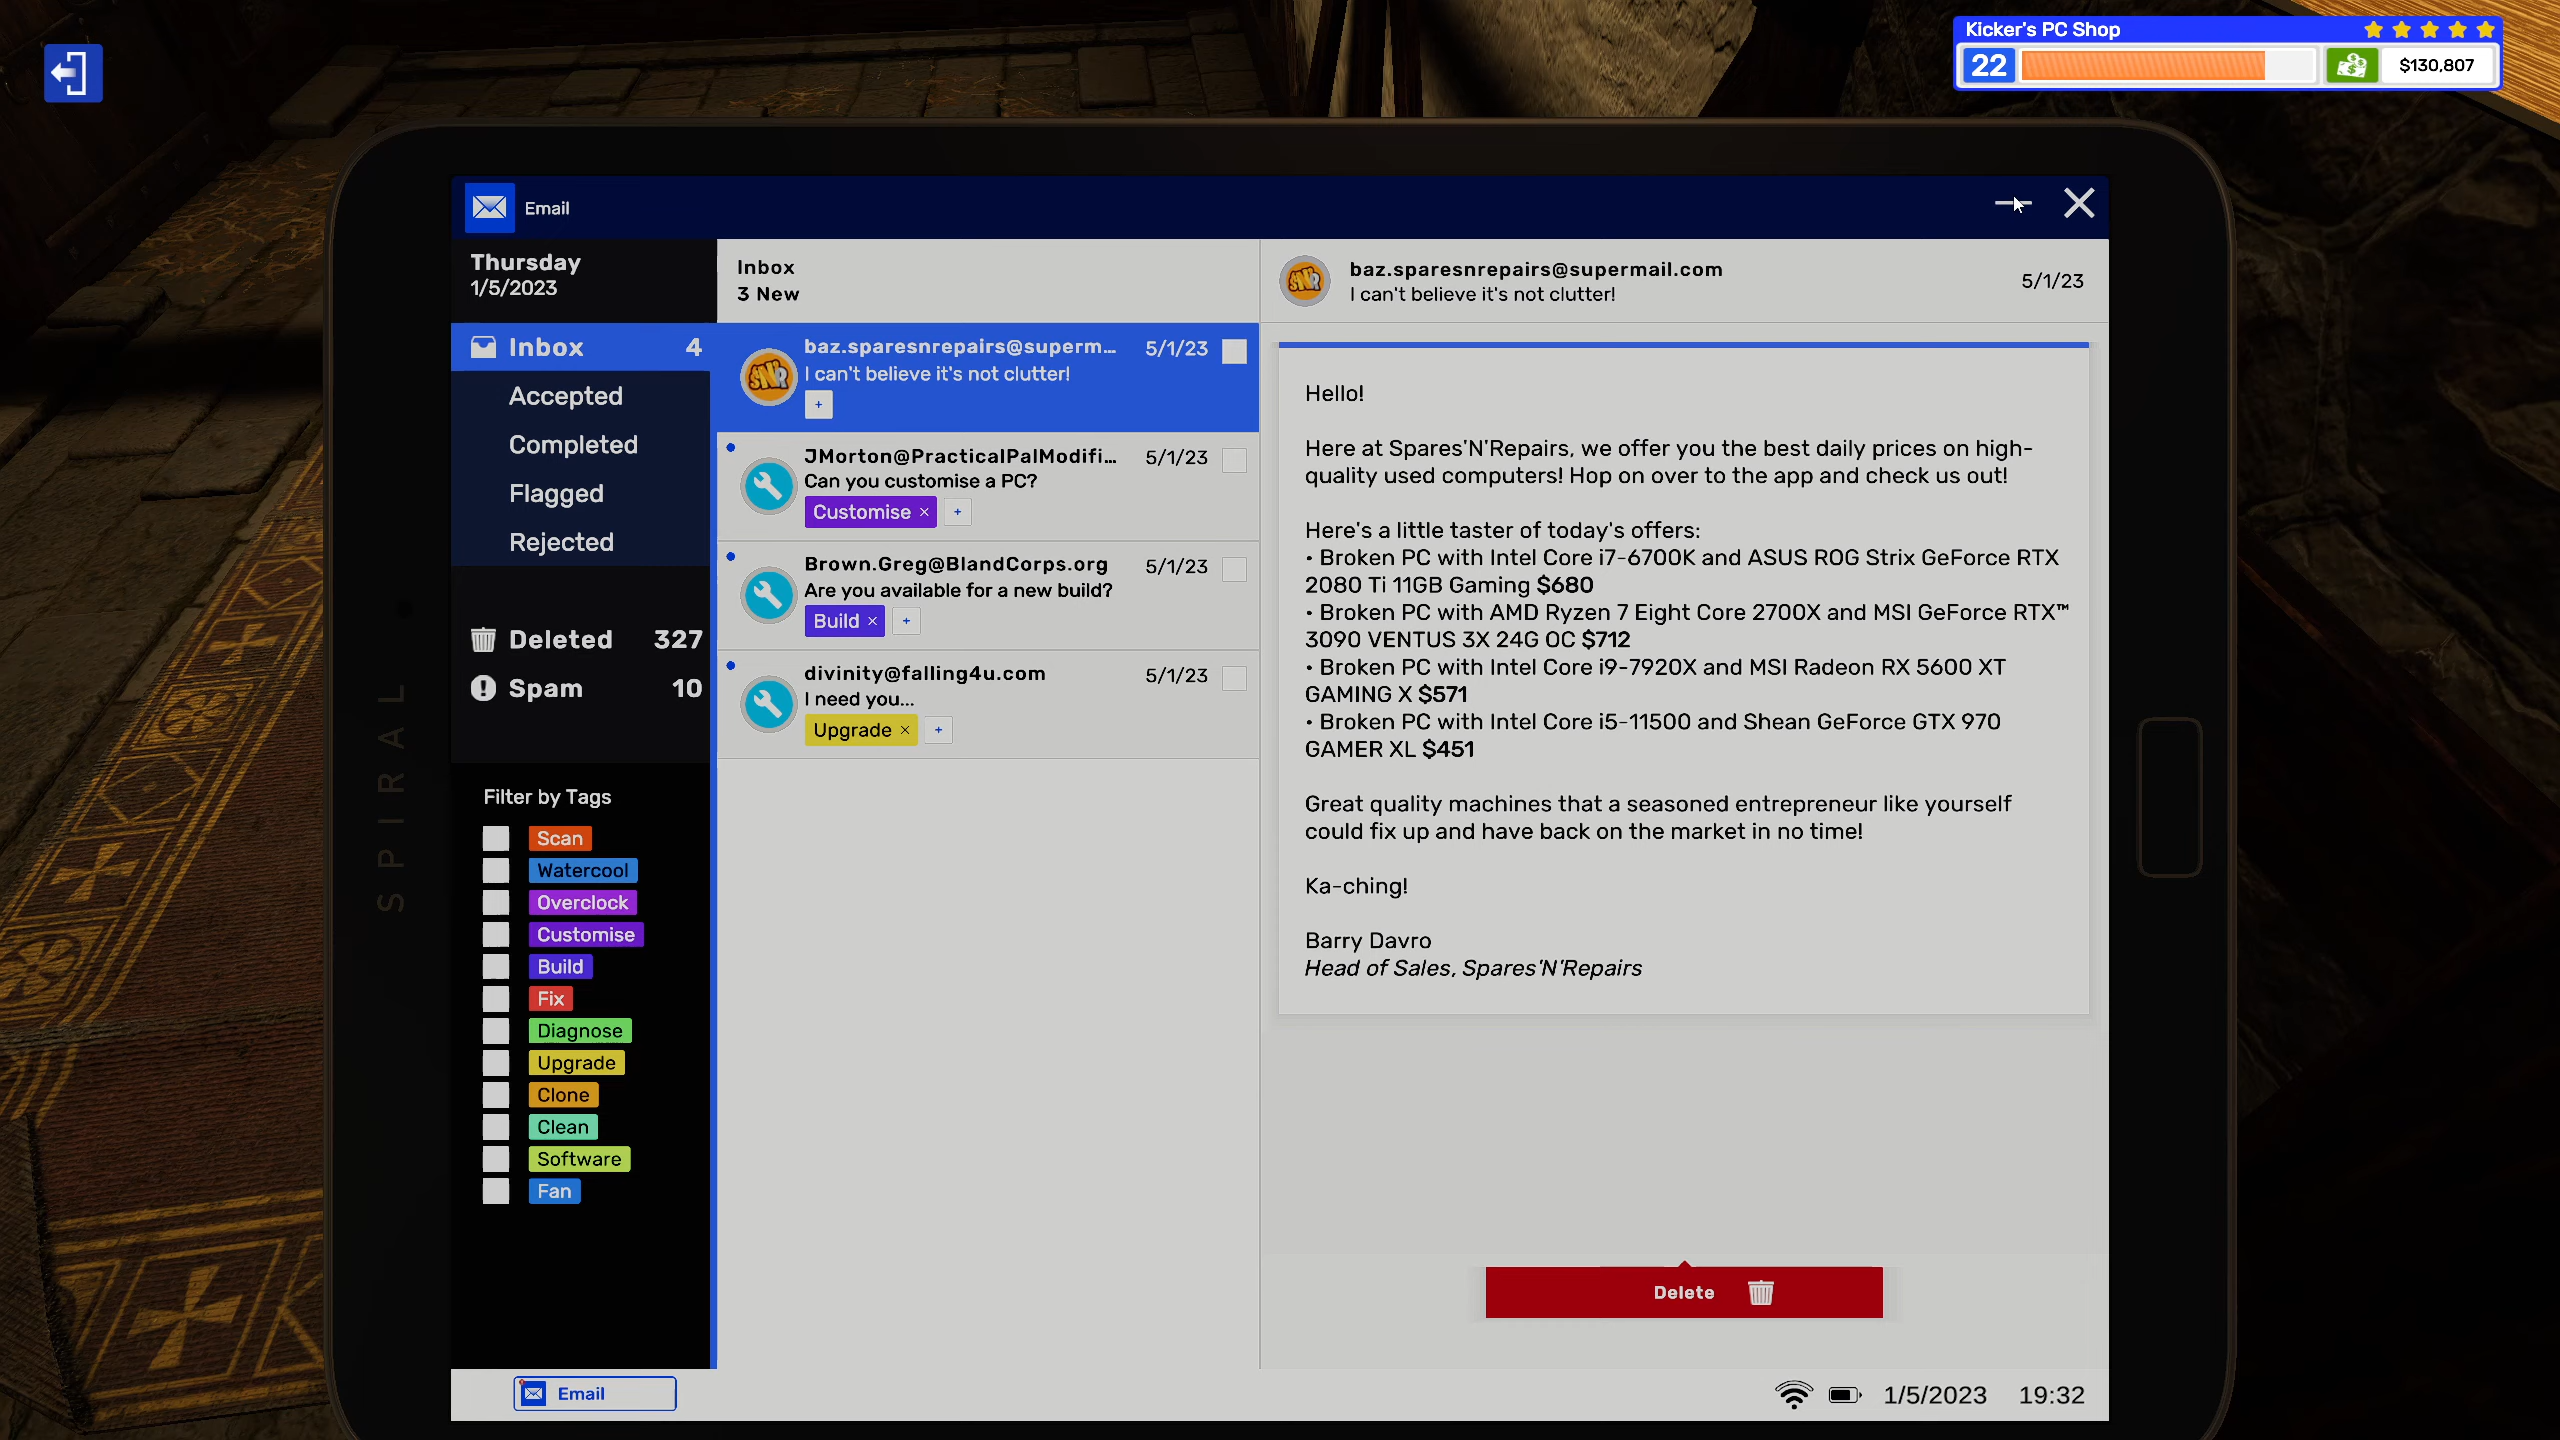 Kicker's PC Shop
22
$130,807
Email
Thursday
1/5/2023
Inbox
3 New
baz.sparesnrepairs@supermail.com
I can't believe it's not clutter!
5/1/23
Inbox 4
Accepted
Completed
Flagged
Rejected
Deleted 327
Spam 10
Filter by Tags
Scan
Watercool
Overclock
Customise
Build
Fix
Diagnose
Upgrade
Clone
Clean
Software
Fan
SNR
baz.sparesnrepairs@superm... 5/1/23
I can't believe it's not clutter!
+
JMorton@PracticalPalModifi... 5/1/23
Can you customise a PC?
Customise × +
Brown.Greg@BlandCorps.org 5/1/23
Are you available for a new build?
Build × +
divinity@falling4u.com 5/1/23
I need you...
Upgrade × +
SNR
Hello!
Here at Spares'N'Repairs, we offer you the best daily prices on high-
quality used computers! Hop on over to the app and check us out!
Here's a little taster of today's offers:
• Broken PC with Intel Core i7-6700K and ASUS ROG Strix GeForce RTX
2080 Ti 11GB Gaming $680
• Broken PC with AMD Ryzen 7 Eight Core 2700X and MSI GeForce RTX™
3090 VENTUS 3X 24G OC $712
• Broken PC with Intel Core i9-7920X and MSI Radeon RX 5600 XT
GAMING X $571
• Broken PC with Intel Core i5-11500 and Shean GeForce GTX 970
GAMER XL $451
Great quality machines that a seasoned entrepreneur like yourself
could fix up and have back on the market in no time!
Ka-ching!
Barry Davro
Head of Sales, Spares'N'Repairs
Delete
SPIRAL
Email
1/5/2023 19:32